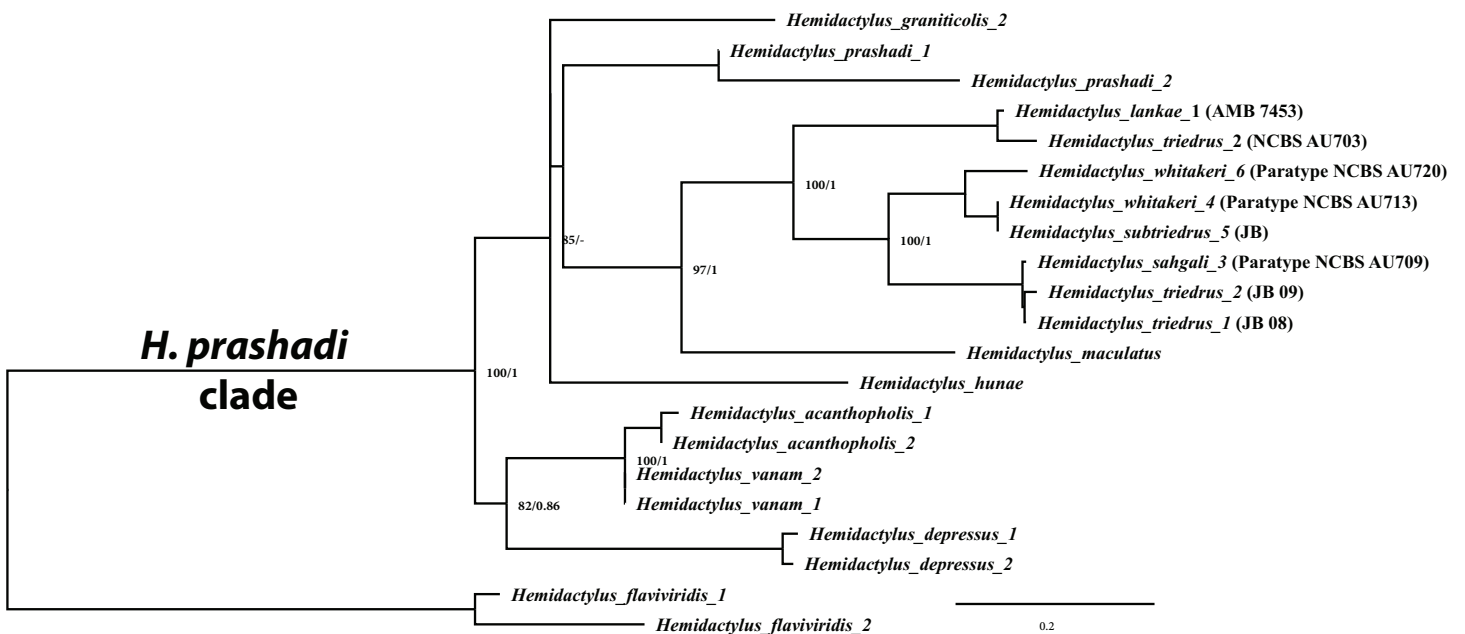 Hemidactylus_graniticolis_2
Hemidactylus_prashadi_1
Hemidactylus_prashadi_2
Hemidactylus_lankae_1 (AMB 7453)
Hemidactylus_triedrus_2 (NCBS AU703)
Hemidactylus_whitakeri_6 (Paratype NCBS AU720)
100/1
Hemidactylus_whitakeri_4 (Paratype NCBS AU713)
Hemidactylus_subtriedrus_5 (JB)
85/-
100/1
Hemidactylus_sahgali_3 (Paratype NCBS AU709)
97/1
Hemidactylus_triedrus_2 (JB 09)
Hemidactylus_triedrus_1 (JB 08)
H. prashadi
clade
Hemidactylus_maculatus
100/1
Hemidactylus_hunae
Hemidactylus_acanthopholis_1
Hemidactylus_acanthopholis_2
100/1
Hemidactylus_vanam_2
Hemidactylus_vanam_1
82/0.86
Hemidactylus_depressus_1
Hemidactylus_depressus_2
Hemidactylus_flaviviridis_1
Hemidactylus_flaviviridis_2
0.2